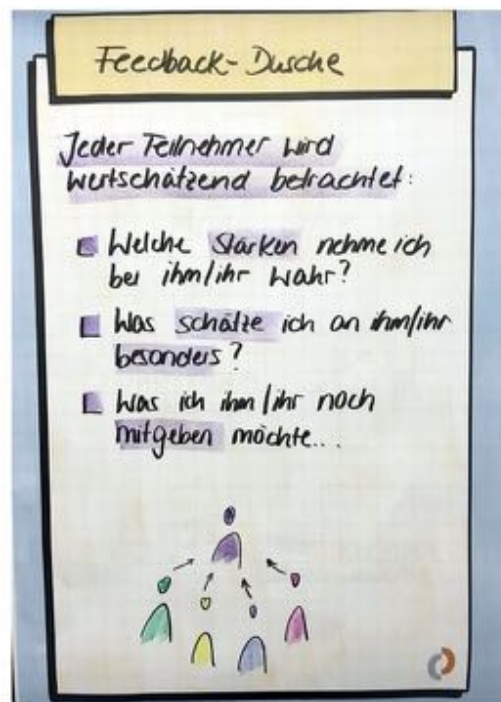 Feedback-Dusche
Jeder Teilnehmer wird
wertschätzend betrachtet:
Welche Stärken nehme ich
bei ihm/ihr wahr?
Was schätze ich an ihm/ihr
besonders?
Was ich ihm/ihr noch
mitgeben möchte...